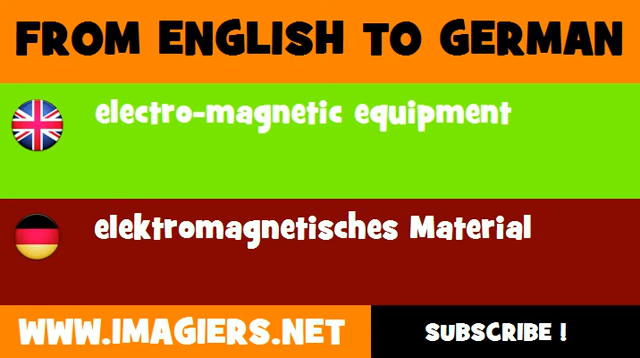 FROM ENGLISH TO GERMAN
electro-magnetic equipment
elektromagnetisches Material
WWW.IMAGIERS.NET
SUBSCRIBE !